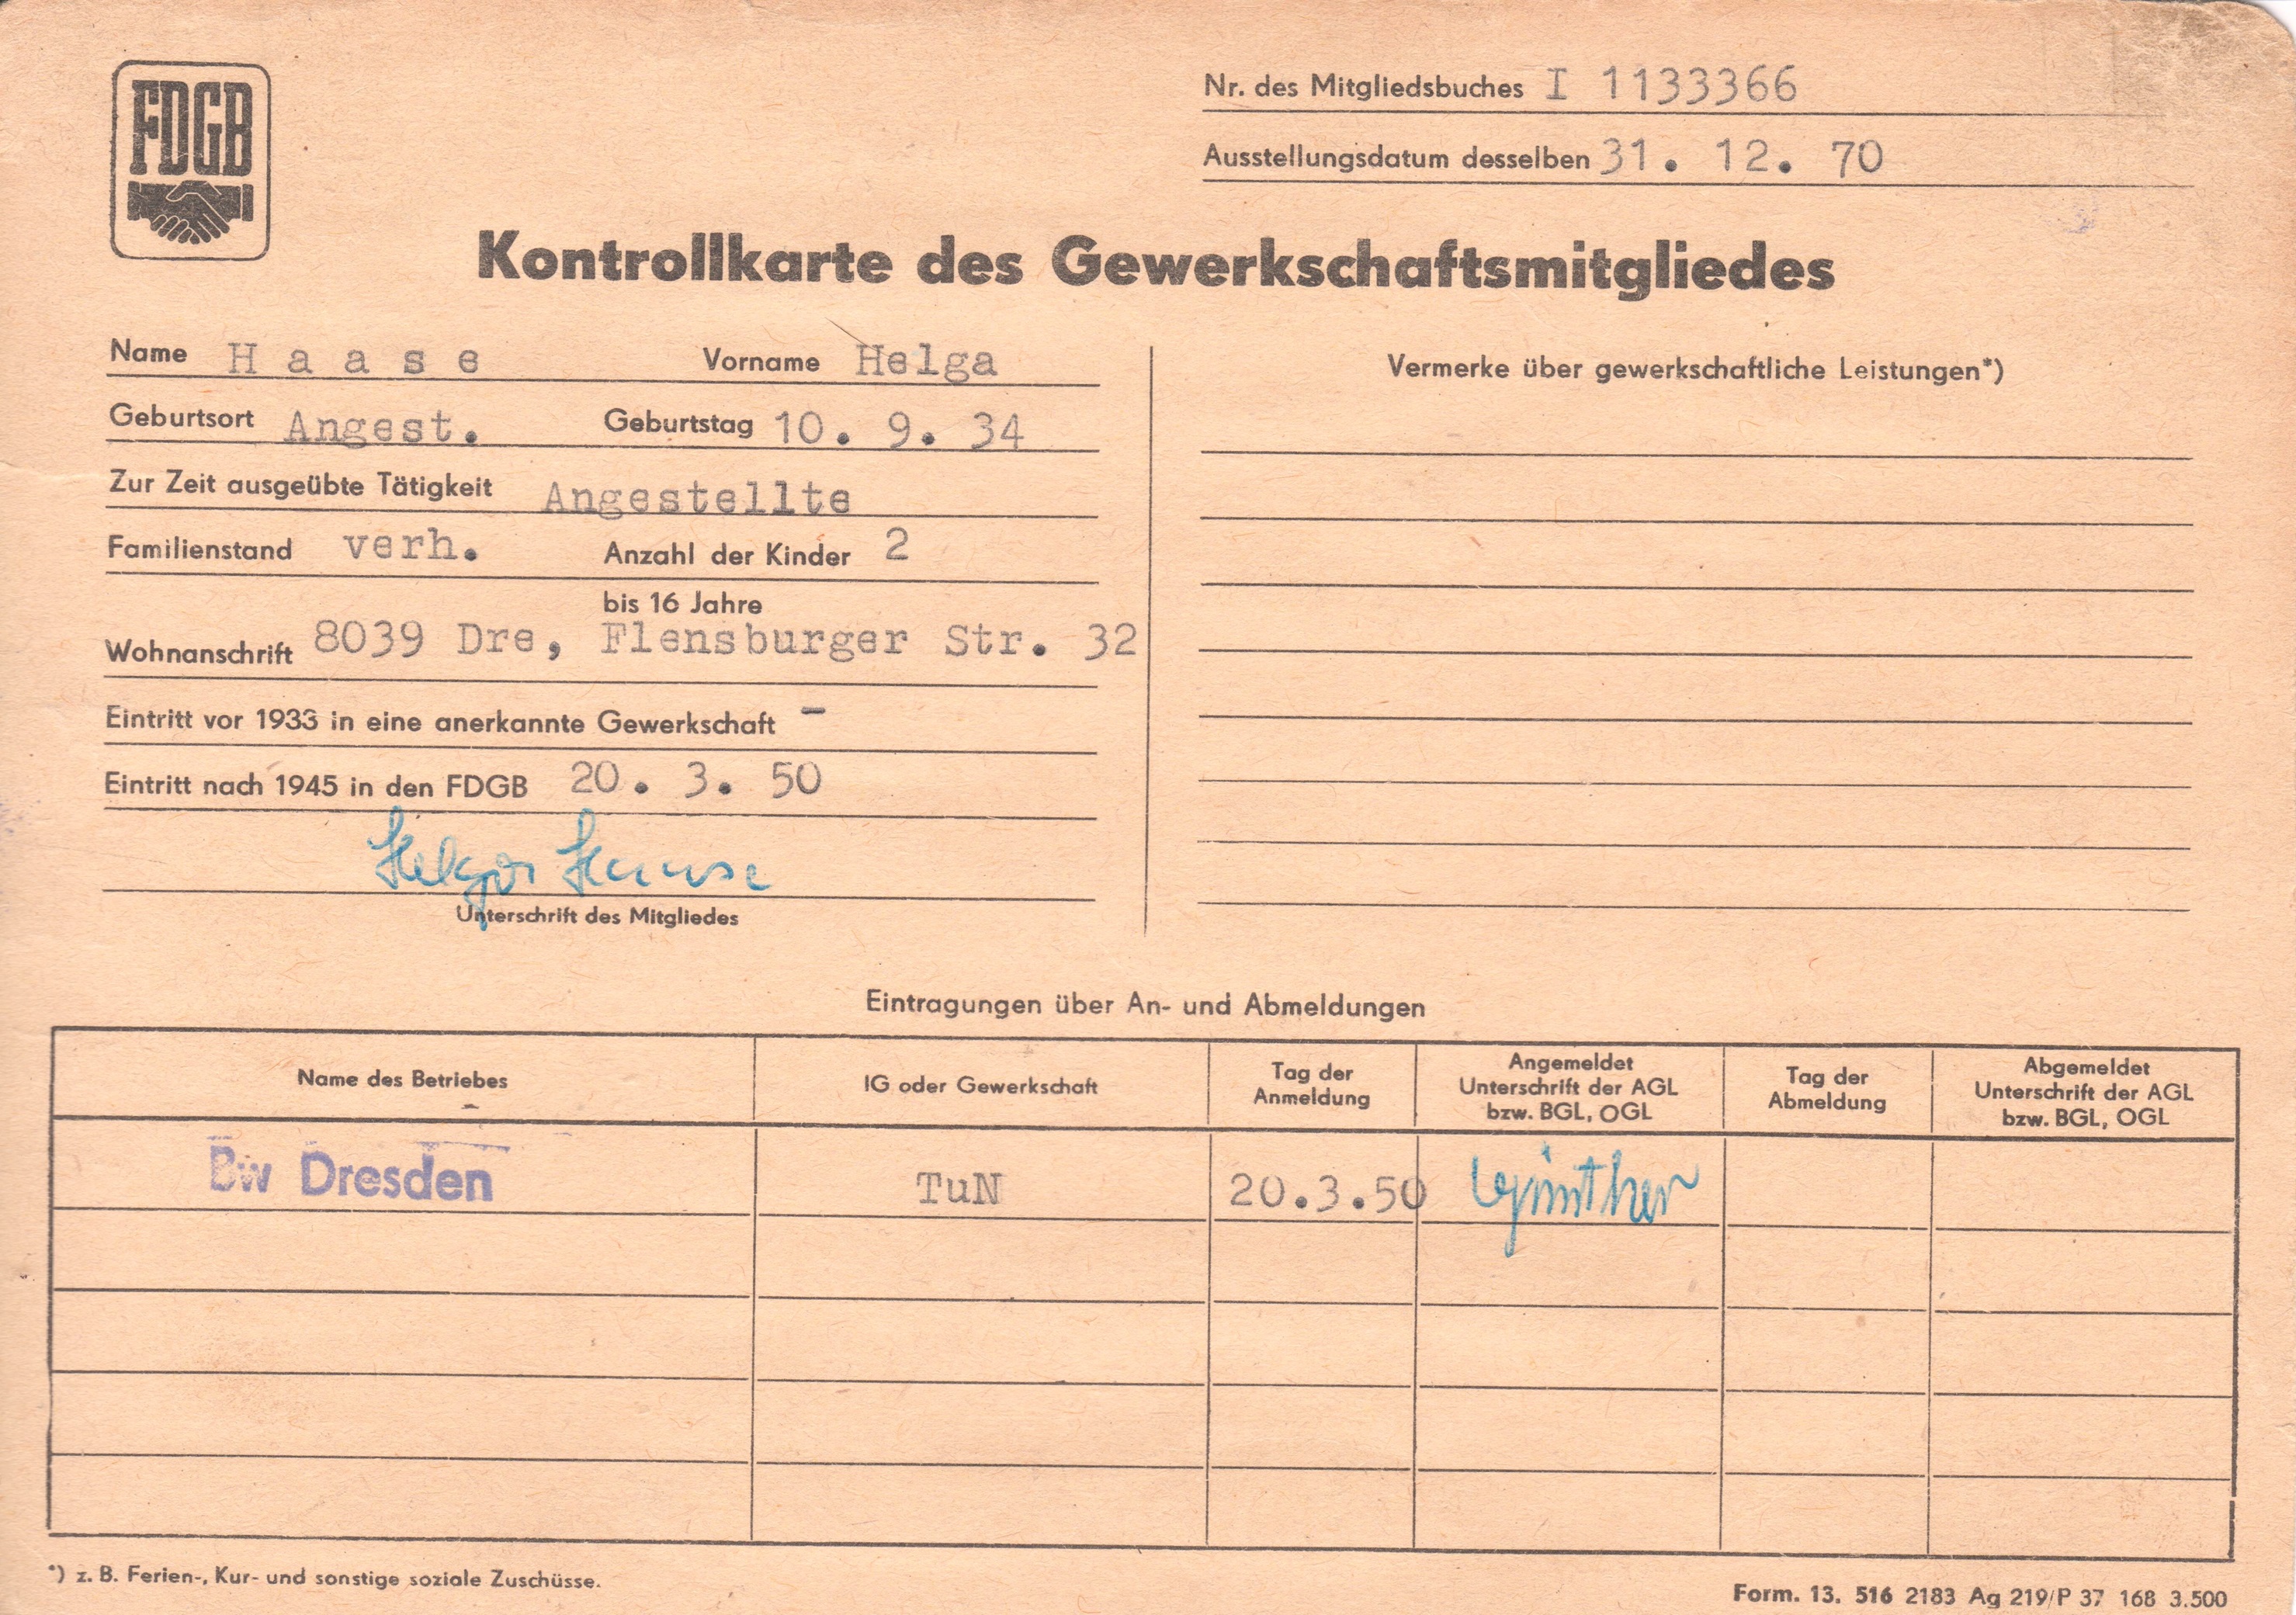 FDGB
Nr. des Mitgliedsbuches I 1133366
Ausstellungsdatum desselben 31. 12. 70
Kontrollkarte des Gewerkschaftsmitgliedes
Name H a a s e Vorname Helga
Geburtsort Angest. Geburtstag 10. 9. 34
Zur Zeit ausgeübte Tätigkeit Angestellte
Familienstand verh. Anzahl der Kinder 2
bis 16 Jahre
Wohnanschrift 8039 Dre, Flensburger Str. 32
Eintritt vor 1933 in eine anerkannte Gewerkschaft -
Eintritt nach 1945 in den FDGB 20. 3. 50
Helga Haase
Unterschrift des Mitgliedes
Vermerke über gewerkschaftliche Leistungen*)
Eintragungen über An- und Abmeldungen
Name des Betriebes
IG oder Gewerkschaft
Tag der
Anmeldung
Angemeldet
Unterschrift der AGL
bzw. BGL, OGL
Tag der
Abmeldung
Abgemeldet
Unterschrift der AGL
bzw. BGL, OGL
Bw Dresden TuN 20.3.50 Günther
*) z. B. Ferien-, Kur- und sonstige soziale Zuschüsse.
Form. 13. 516 2183 Ag 219/P 37 168 3.500